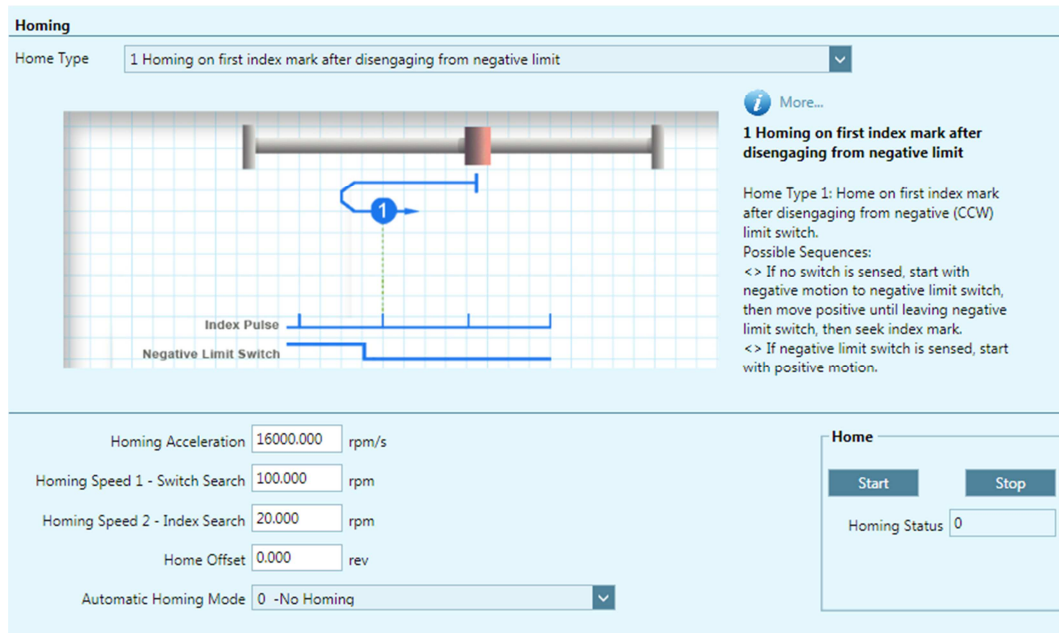 Homing
Home Type 1 Homing on first index mark after disengaging from negative limit
More...
1 Homing on first index mark after
disengaging from negative limit
Home Type 1: Home on first index mark
after disengaging from negative (CCW)
limit switch.
Possible Sequences:
<> If no switch is sensed, start with
negative motion to negative limit switch,
then move positive until leaving negative
limit switch, then seek index mark.
<> If negative limit switch is sensed, start
with positive motion.
1
Index Pulse
Negative Limit Switch
Homing Acceleration 16000.000 rpm/s
Homing Speed 1 - Switch Search 100.000 rpm
Homing Speed 2 - Index Search 20.000 rpm
Home Offset 0.000 rev
Automatic Homing Mode 0 -No Homing
Home
Start Stop
Homing Status 0